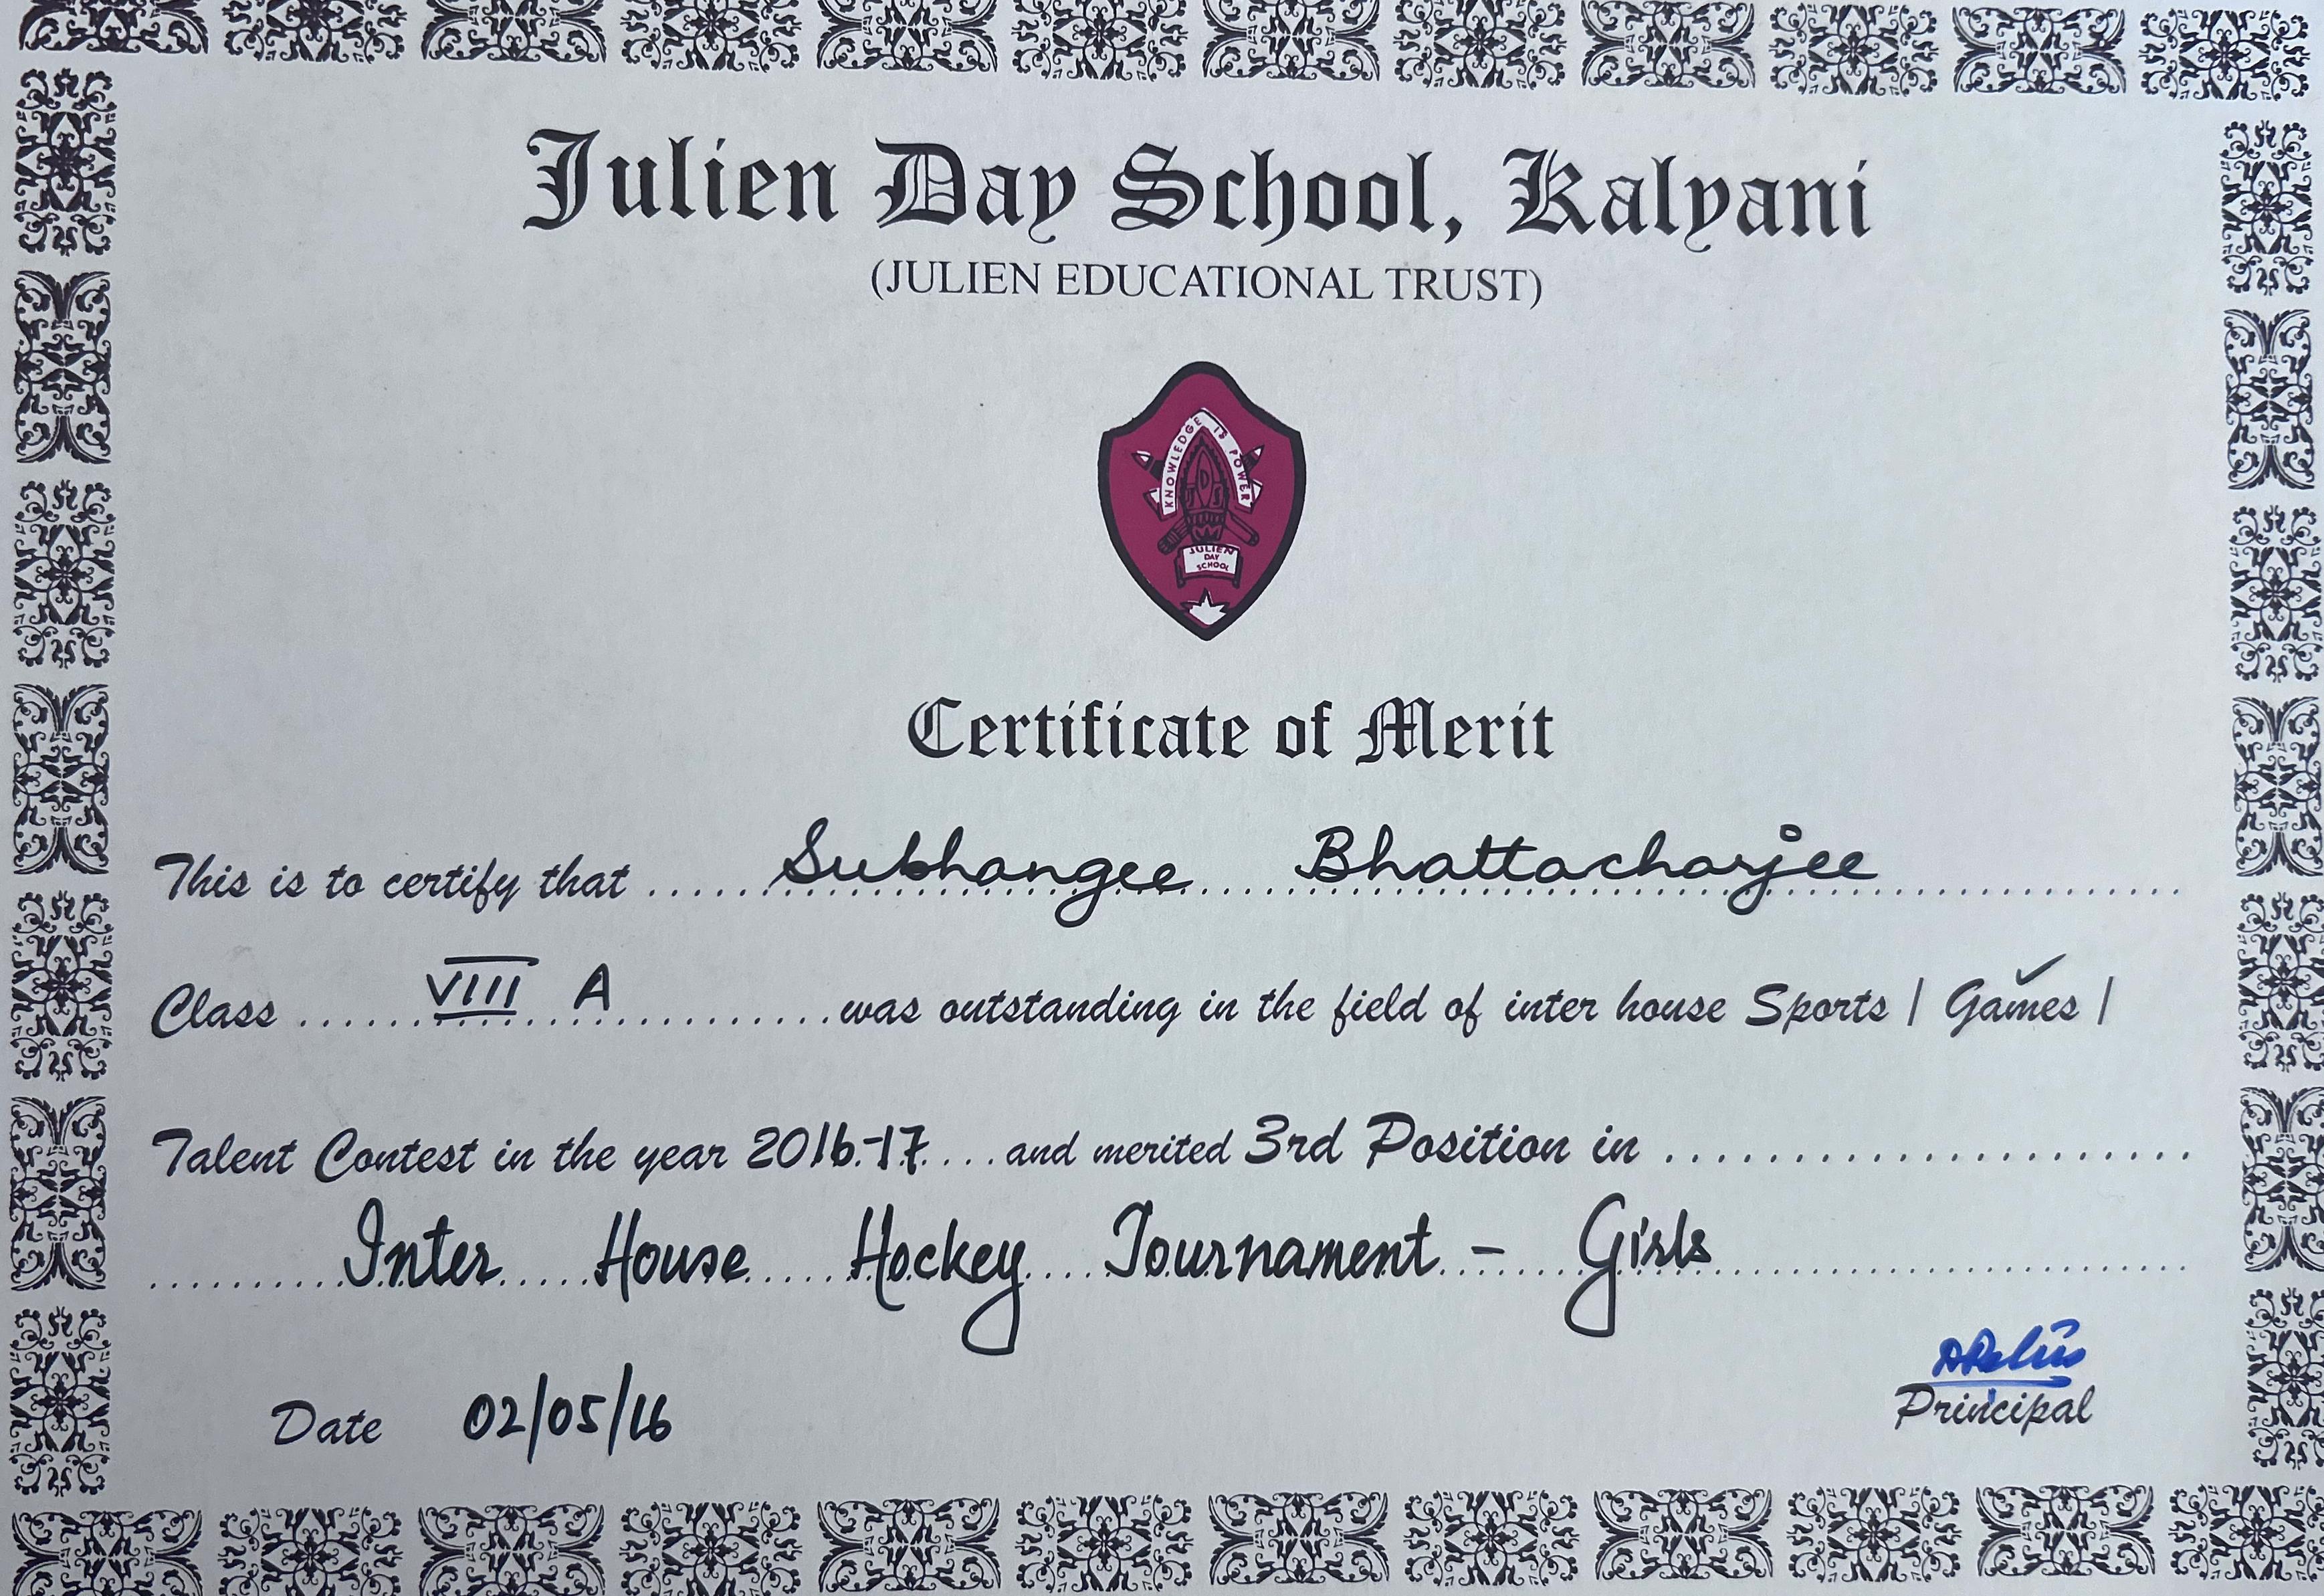 Julien Day School, Kalyani
(JULIEN EDUCATIONAL TRUST)
KNOWLEDGE IS POWER
JDS
JULIEN
DAY
SCHOOL
Certificate of Merit
This is to certify that Subhangee Bhattacharjee
Class VIII A was outstanding in the field of inter house Sports / Games /
Talent Contest in the year 2016-17 and merited 3rd Position in
Inter House Hockey Tournament - Girls
Date 02/05/16
Principal